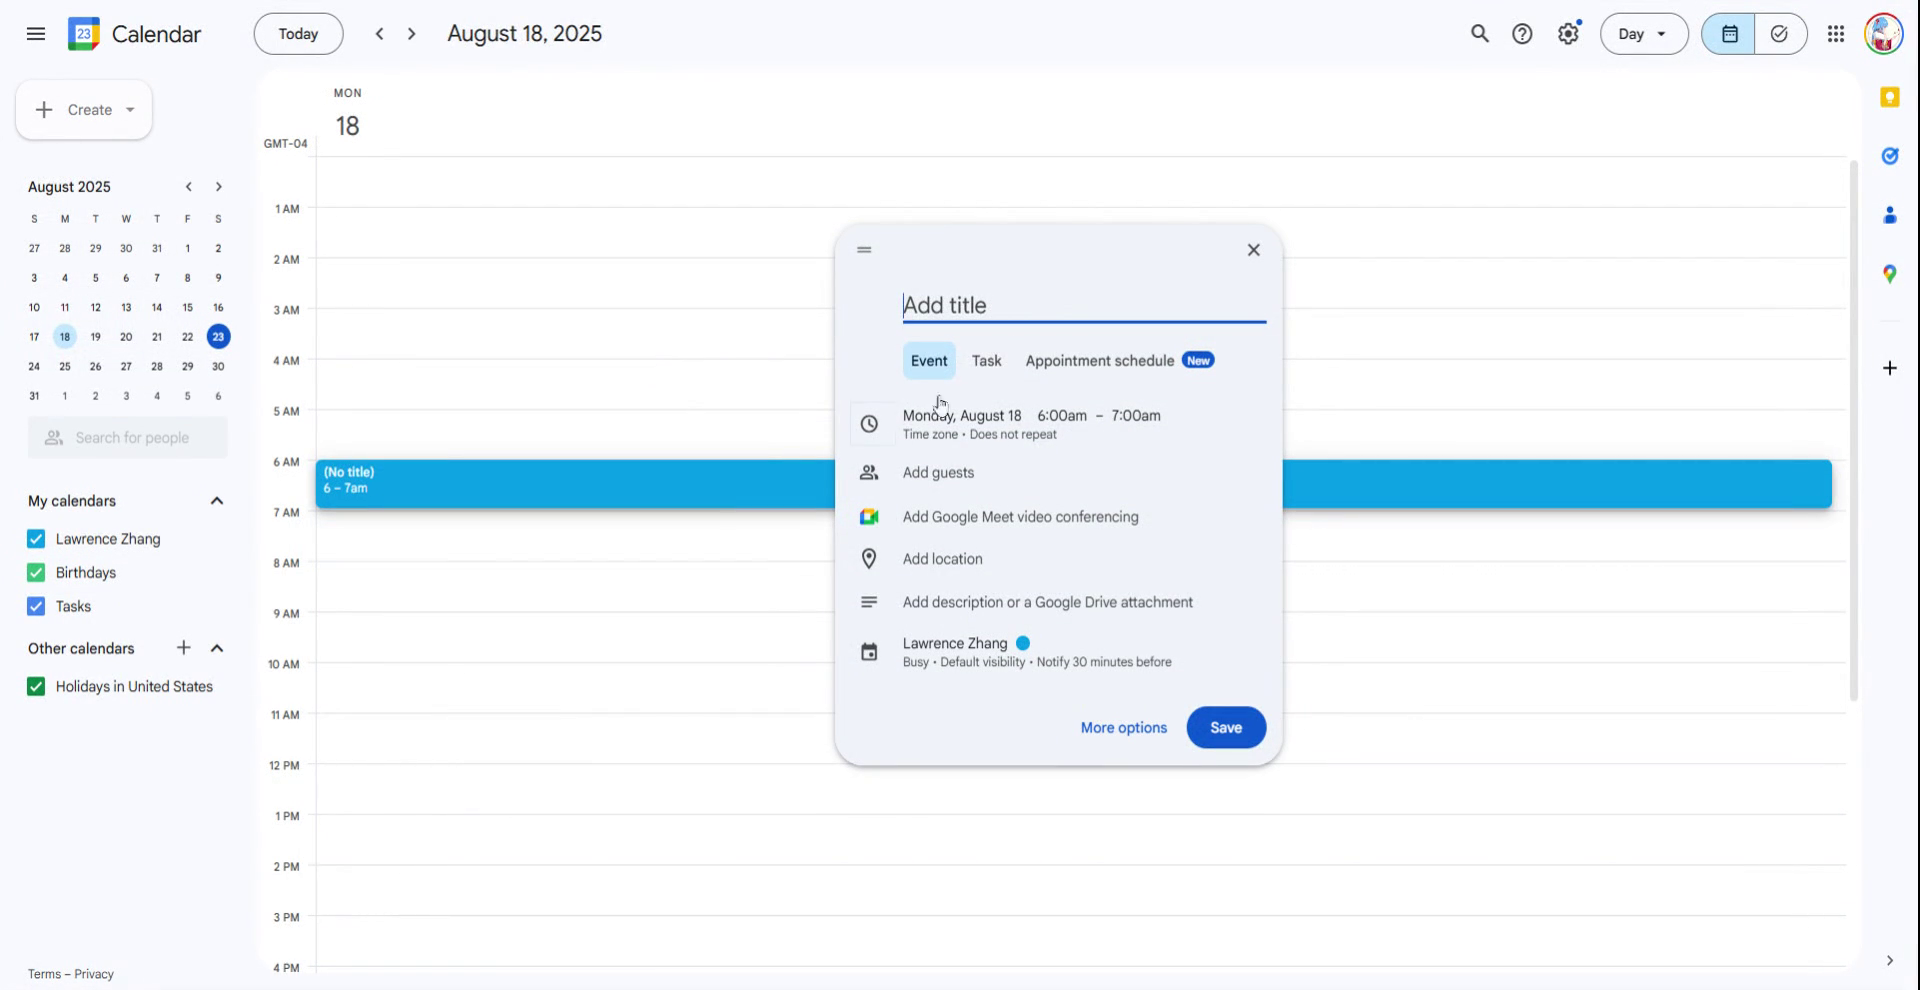 23 Calendar
Today
August 18, 2025
Day
Create
August 2025
S M T W T F S
27 28 29 30 31 1 2
3 4 5 6 7 8 9
10 11 12 13 14 15 16
17 18 19 20 21 22 23
24 25 26 27 28 29 30
31 1 2 3 4 5 6
Search for people
My calendars
Lawrence Zhang
Birthdays
Tasks
Other calendars
Holidays in United States
Terms – Privacy
MON
18
GMT-04
1 AM
2 AM
3 AM
4 AM
5 AM
6 AM
7 AM
8 AM
9 AM
10 AM
11 AM
12 PM
1 PM
2 PM
3 PM
4 PM
(No title)
6 – 7am
Add title
Event Task Appointment schedule New
Monday, August 18 6:00am – 7:00am
Time zone • Does not repeat
Add guests
Add Google Meet video conferencing
Add location
Add description or a Google Drive attachment
Lawrence Zhang
Busy • Default visibility • Notify 30 minutes before
More options Save